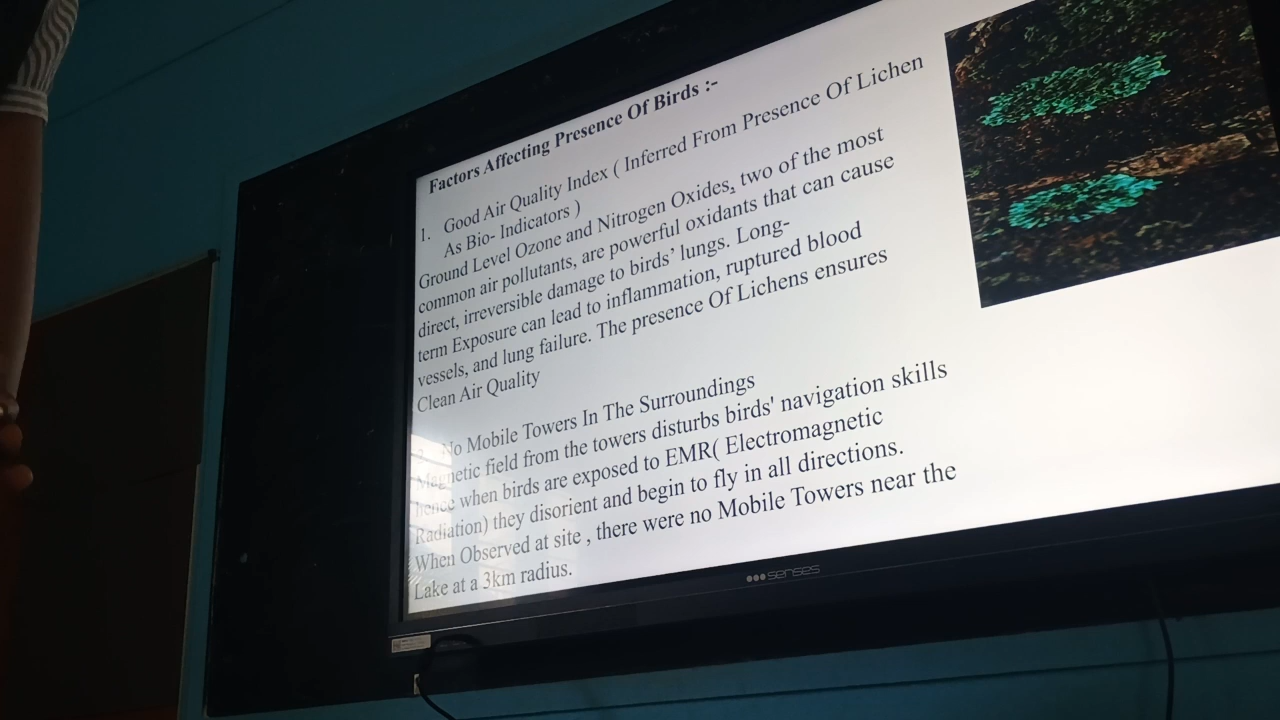 Factors Affecting Presence Of Birds :-
1. Good Air Quality Index ( Inferred From Presence Of Lichen
As Bio- Indicators )
Ground Level Ozone and Nitrogen Oxides, two of the most
common air pollutants, are powerful oxidants that can cause
direct, irreversible damage to birds’ lungs. Long-
term Exposure can lead to inflammation, ruptured blood
vessels, and lung failure. The presence Of Lichens ensures
Clean Air Quality
2. No Mobile Towers In The Surroundings
Magnetic field from the towers disturbs birds' navigation skills
hence when birds are exposed to EMR( Electromagnetic
Radiation) they disorient and begin to fly in all directions.
When Observed at site , there were no Mobile Towers near the
Lake at a 3km radius.
senses